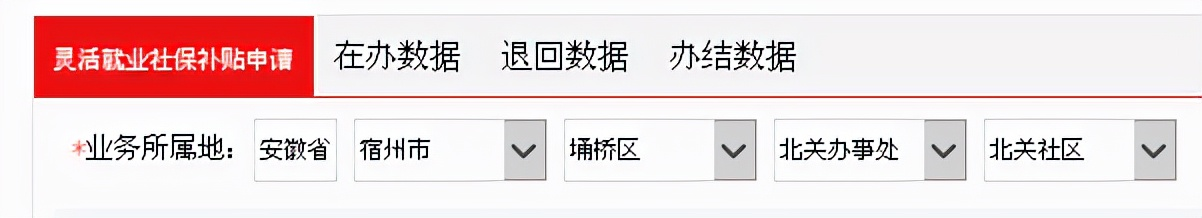 灵活就业社保补贴申请 在办数据 退回数据 办结数据
*业务所属地： 安徽省 宿州市 埇桥区 北关办事处 北关社区